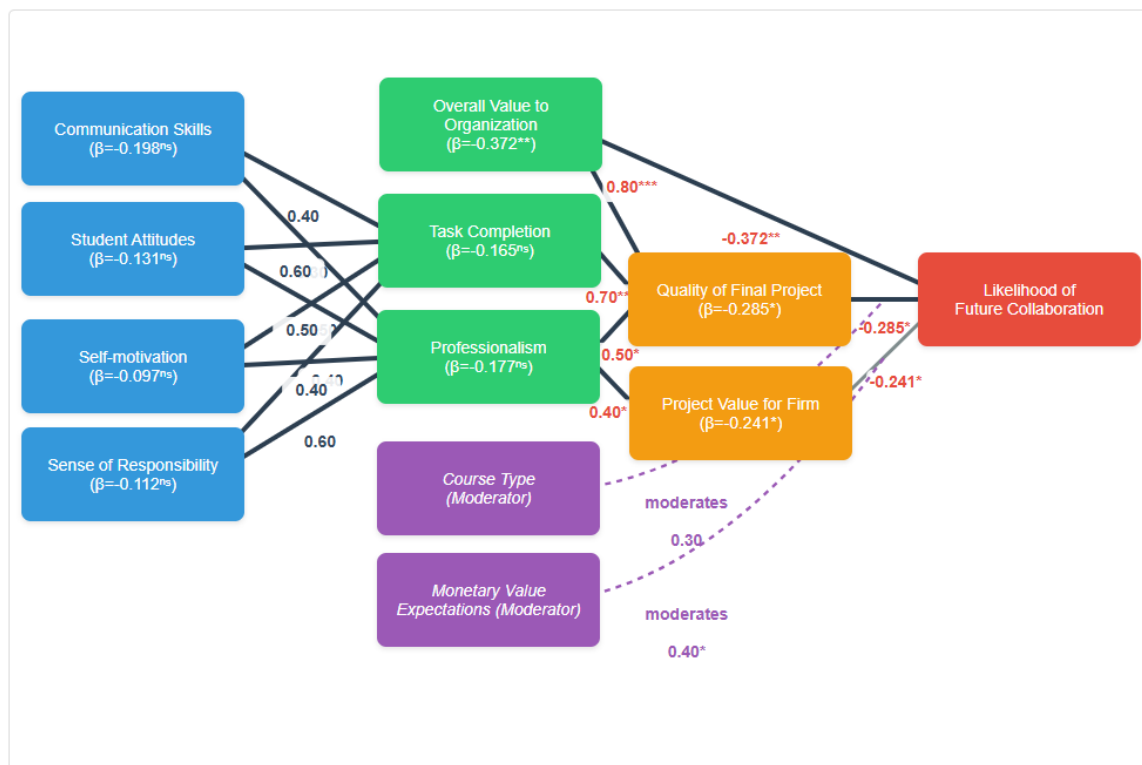 Communication Skills
(β=-0.198ⁿˢ)
Student Attitudes
(β=-0.131ⁿˢ)
Self-motivation
(β=-0.097ⁿˢ)
Sense of Responsibility
(β=-0.112ⁿˢ)
0.40
0.60
0.50
0.40
0.60
Overall Value to
Organization
(β=-0.372**)
Task Completion
(β=-0.165ⁿˢ)
Professionalism
(β=-0.177ⁿˢ)
Course Type
(Moderator)
Monetary Value
Expectations (Moderator)
0.80***
0.70**
0.50*
0.40*
Quality of Final Project
(β=-0.285*)
Project Value for Firm
(β=-0.241*)
moderates
0.30
moderates
0.40*
-0.372**
-0.285*
-0.241*
Likelihood of
Future Collaboration